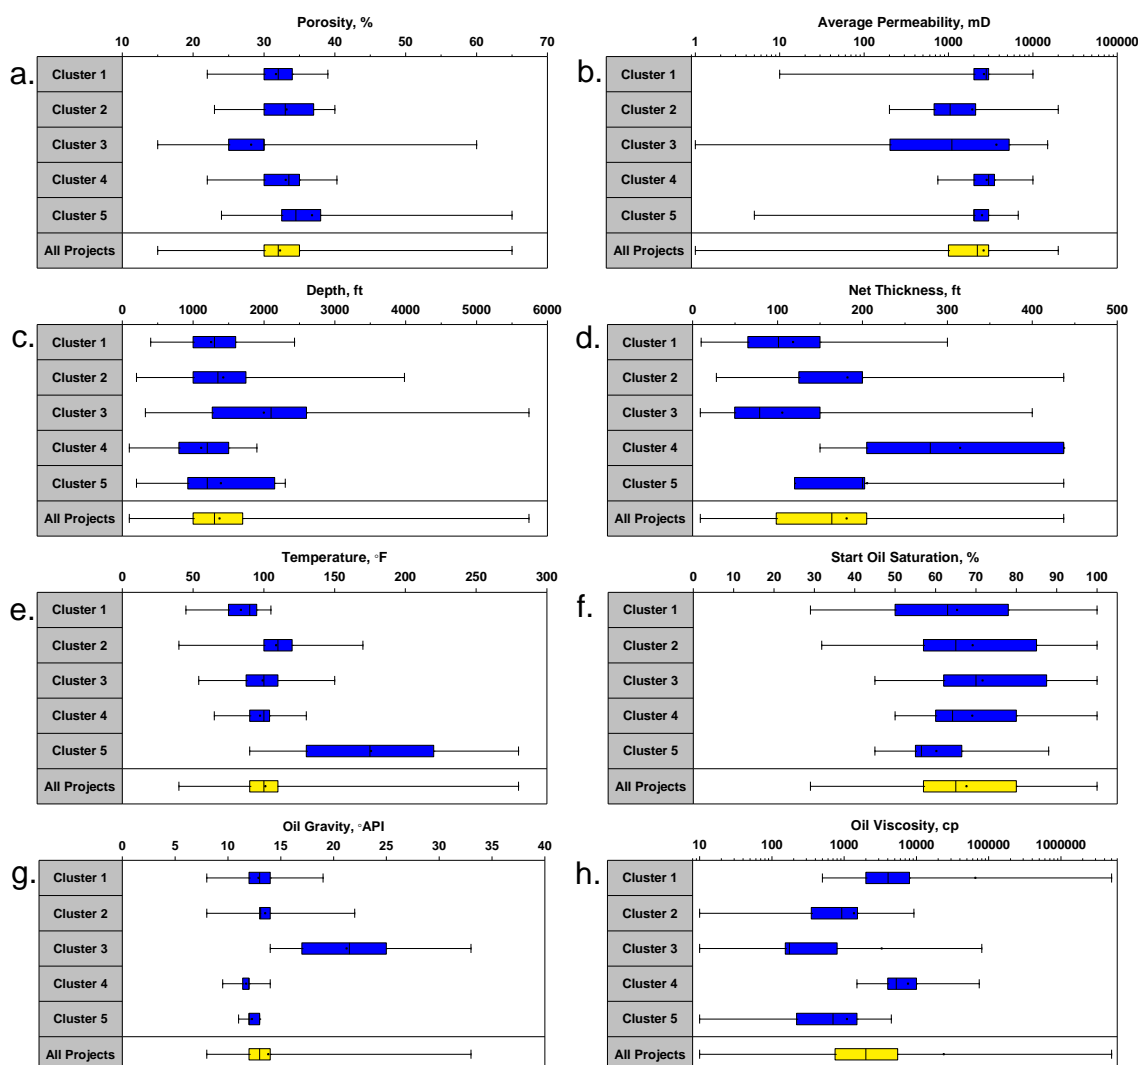 Porosity, %
10 20 30 40 50 60 70
a.
Cluster 1
Cluster 2
Cluster 3
Cluster 4
Cluster 5
All Projects
Average Permeability, mD
1 10 100 1000 10000 100000
b.
Cluster 1
Cluster 2
Cluster 3
Cluster 4
Cluster 5
All Projects
Depth, ft
0 1000 2000 3000 4000 5000 6000
c.
Cluster 1
Cluster 2
Cluster 3
Cluster 4
Cluster 5
All Projects
Net Thickness, ft
0 100 200 300 400 500
d.
Cluster 1
Cluster 2
Cluster 3
Cluster 4
Cluster 5
All Projects
Temperature, ◦F
0 50 100 150 200 250 300
e.
Cluster 1
Cluster 2
Cluster 3
Cluster 4
Cluster 5
All Projects
Start Oil Saturation, %
0 10 20 30 40 50 60 70 80 90 100
f.
Cluster 1
Cluster 2
Cluster 3
Cluster 4
Cluster 5
All Projects
Oil Gravity, ◦API
0 5 10 15 20 25 30 35 40
g.
Cluster 1
Cluster 2
Cluster 3
Cluster 4
Cluster 5
All Projects
Oil Viscosity, cp
10 100 1000 10000 100000 1000000
h.
Cluster 1
Cluster 2
Cluster 3
Cluster 4
Cluster 5
All Projects